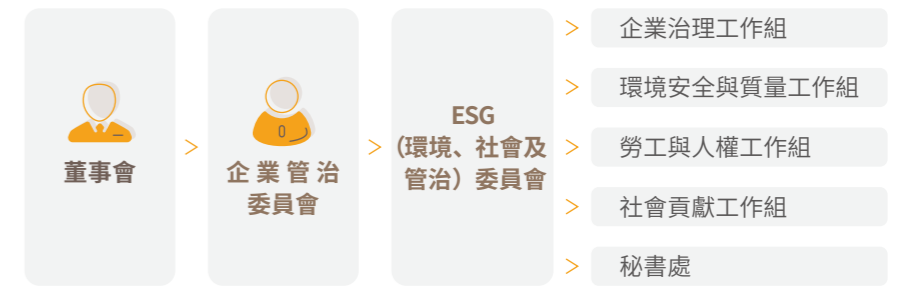 董事會
企業管治
委員會
ESG
（環境、社會及
管治）委員會
企業治理工作組
環境安全與質量工作組
勞工與人權工作組
社會貢獻工作組
秘書處